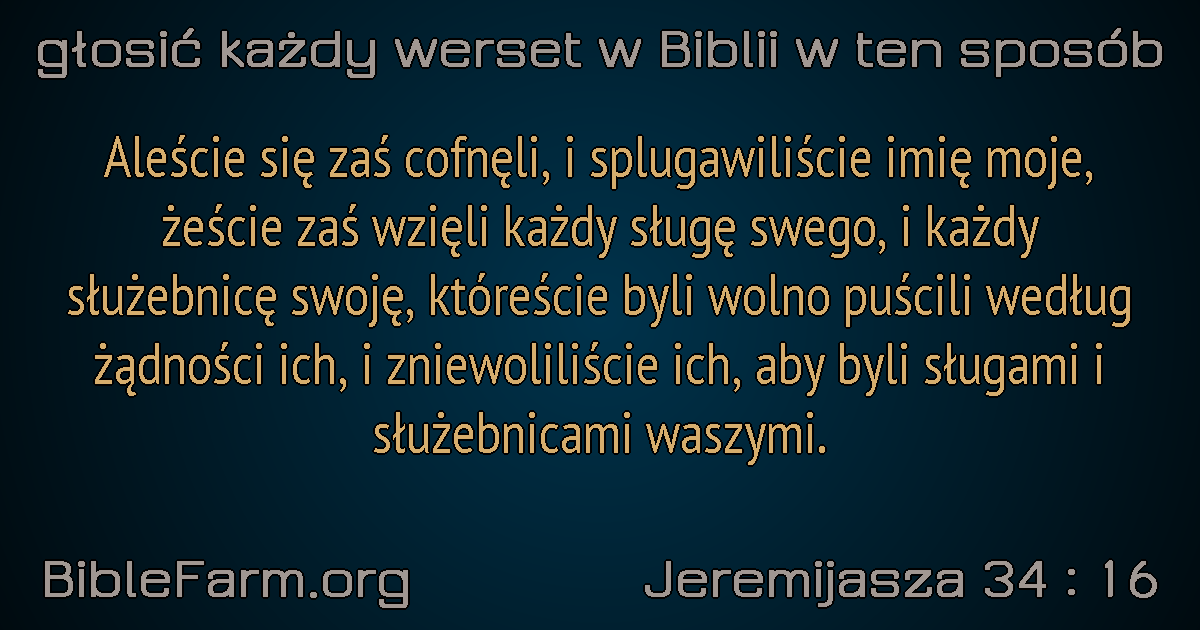 głosić każdy werset w Biblii w ten sposób
Aleście się zaś cofnęli, i splugawiliście imię moje,
żeście zaś wzięli każdy sługę swego, i każdy
służebnicę swoję, któreście byli wolno puścili według
żądności ich, i zniewoliliście ich, aby byli sługami i
służebnicami waszymi.
BibleFarm.org
Jeremijasza 34 : 16